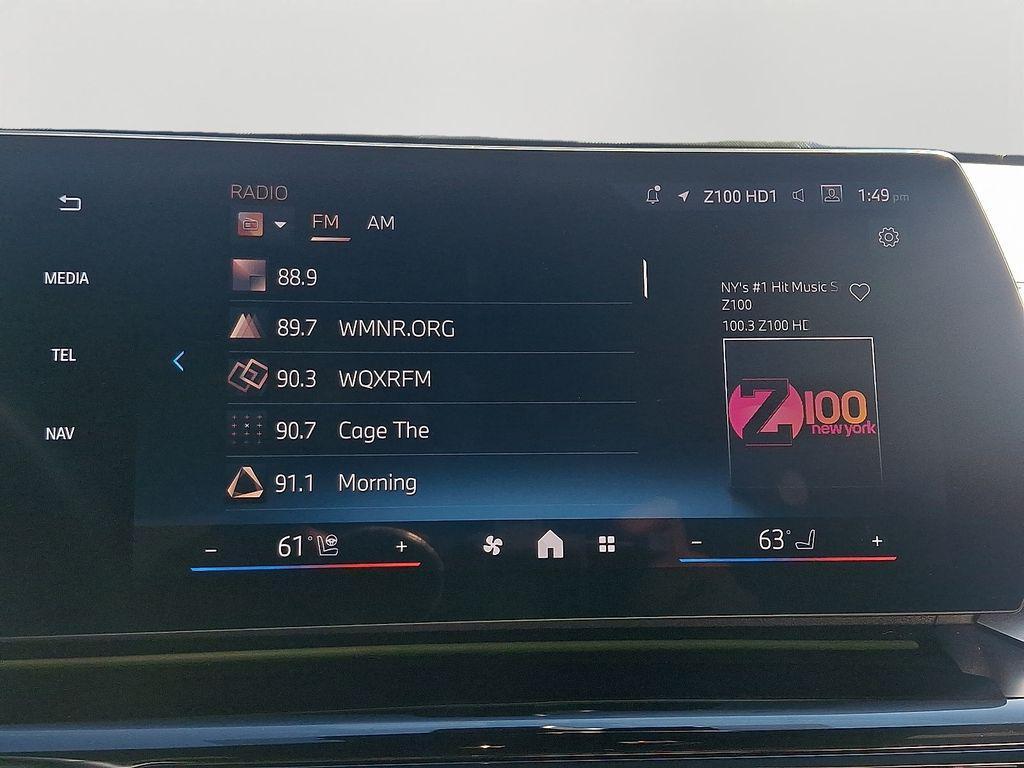 RADIO
Z100 HD1
1:49 pm
FM AM
MEDIA
88.9
NY's #1 Hit Music S
Z100
100.3 Z100 HD
89.7 WMNR.ORG
TEL
90.3 WQXRFM
Z100
new york
NAV
90.7 Cage The
91.1 Morning
− 61° +
− 63° +